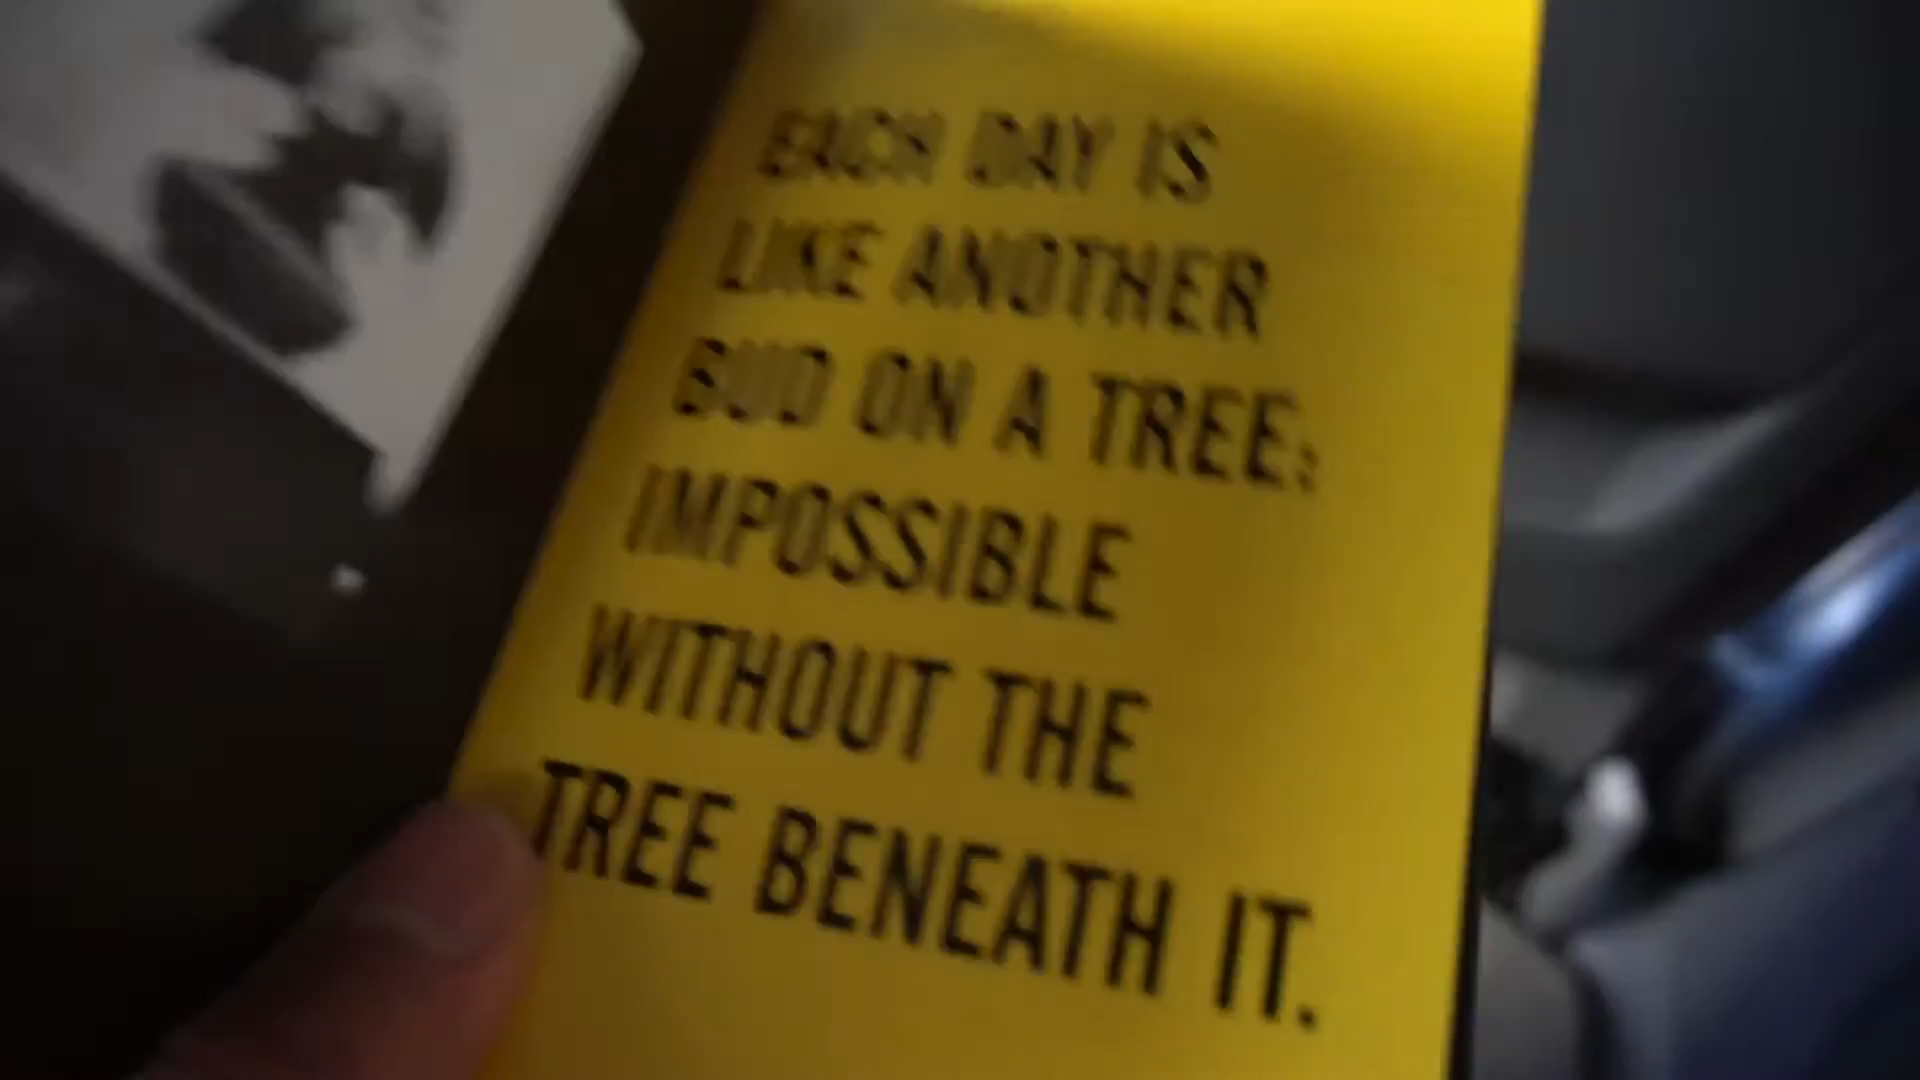 EACH DAY IS
LIKE ANOTHER
BUD ON A TREE:
IMPOSSIBLE
WITHOUT THE
TREE BENEATH IT.